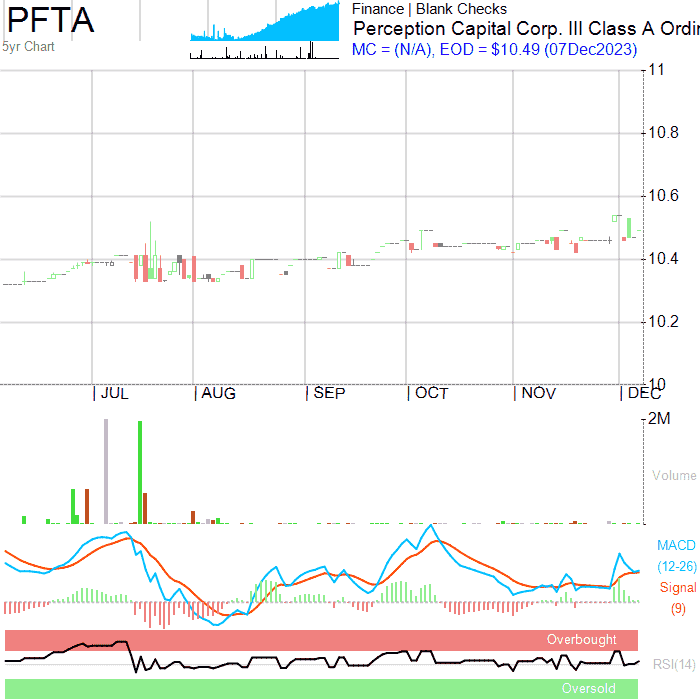 PFTA
5yr Chart
Finance | Blank Checks
Perception Capital Corp. III Class A Ordin
MC = (N/A), EOD = $10.49 (07Dec2023)
11
10.8
10.6
10.4
10.2
10
JUL
AUG
SEP
OCT
NOV
DEC
2M
Volume
MACD
(12-26)
Signal
(9)
Overbought
RSI(14)
Oversold